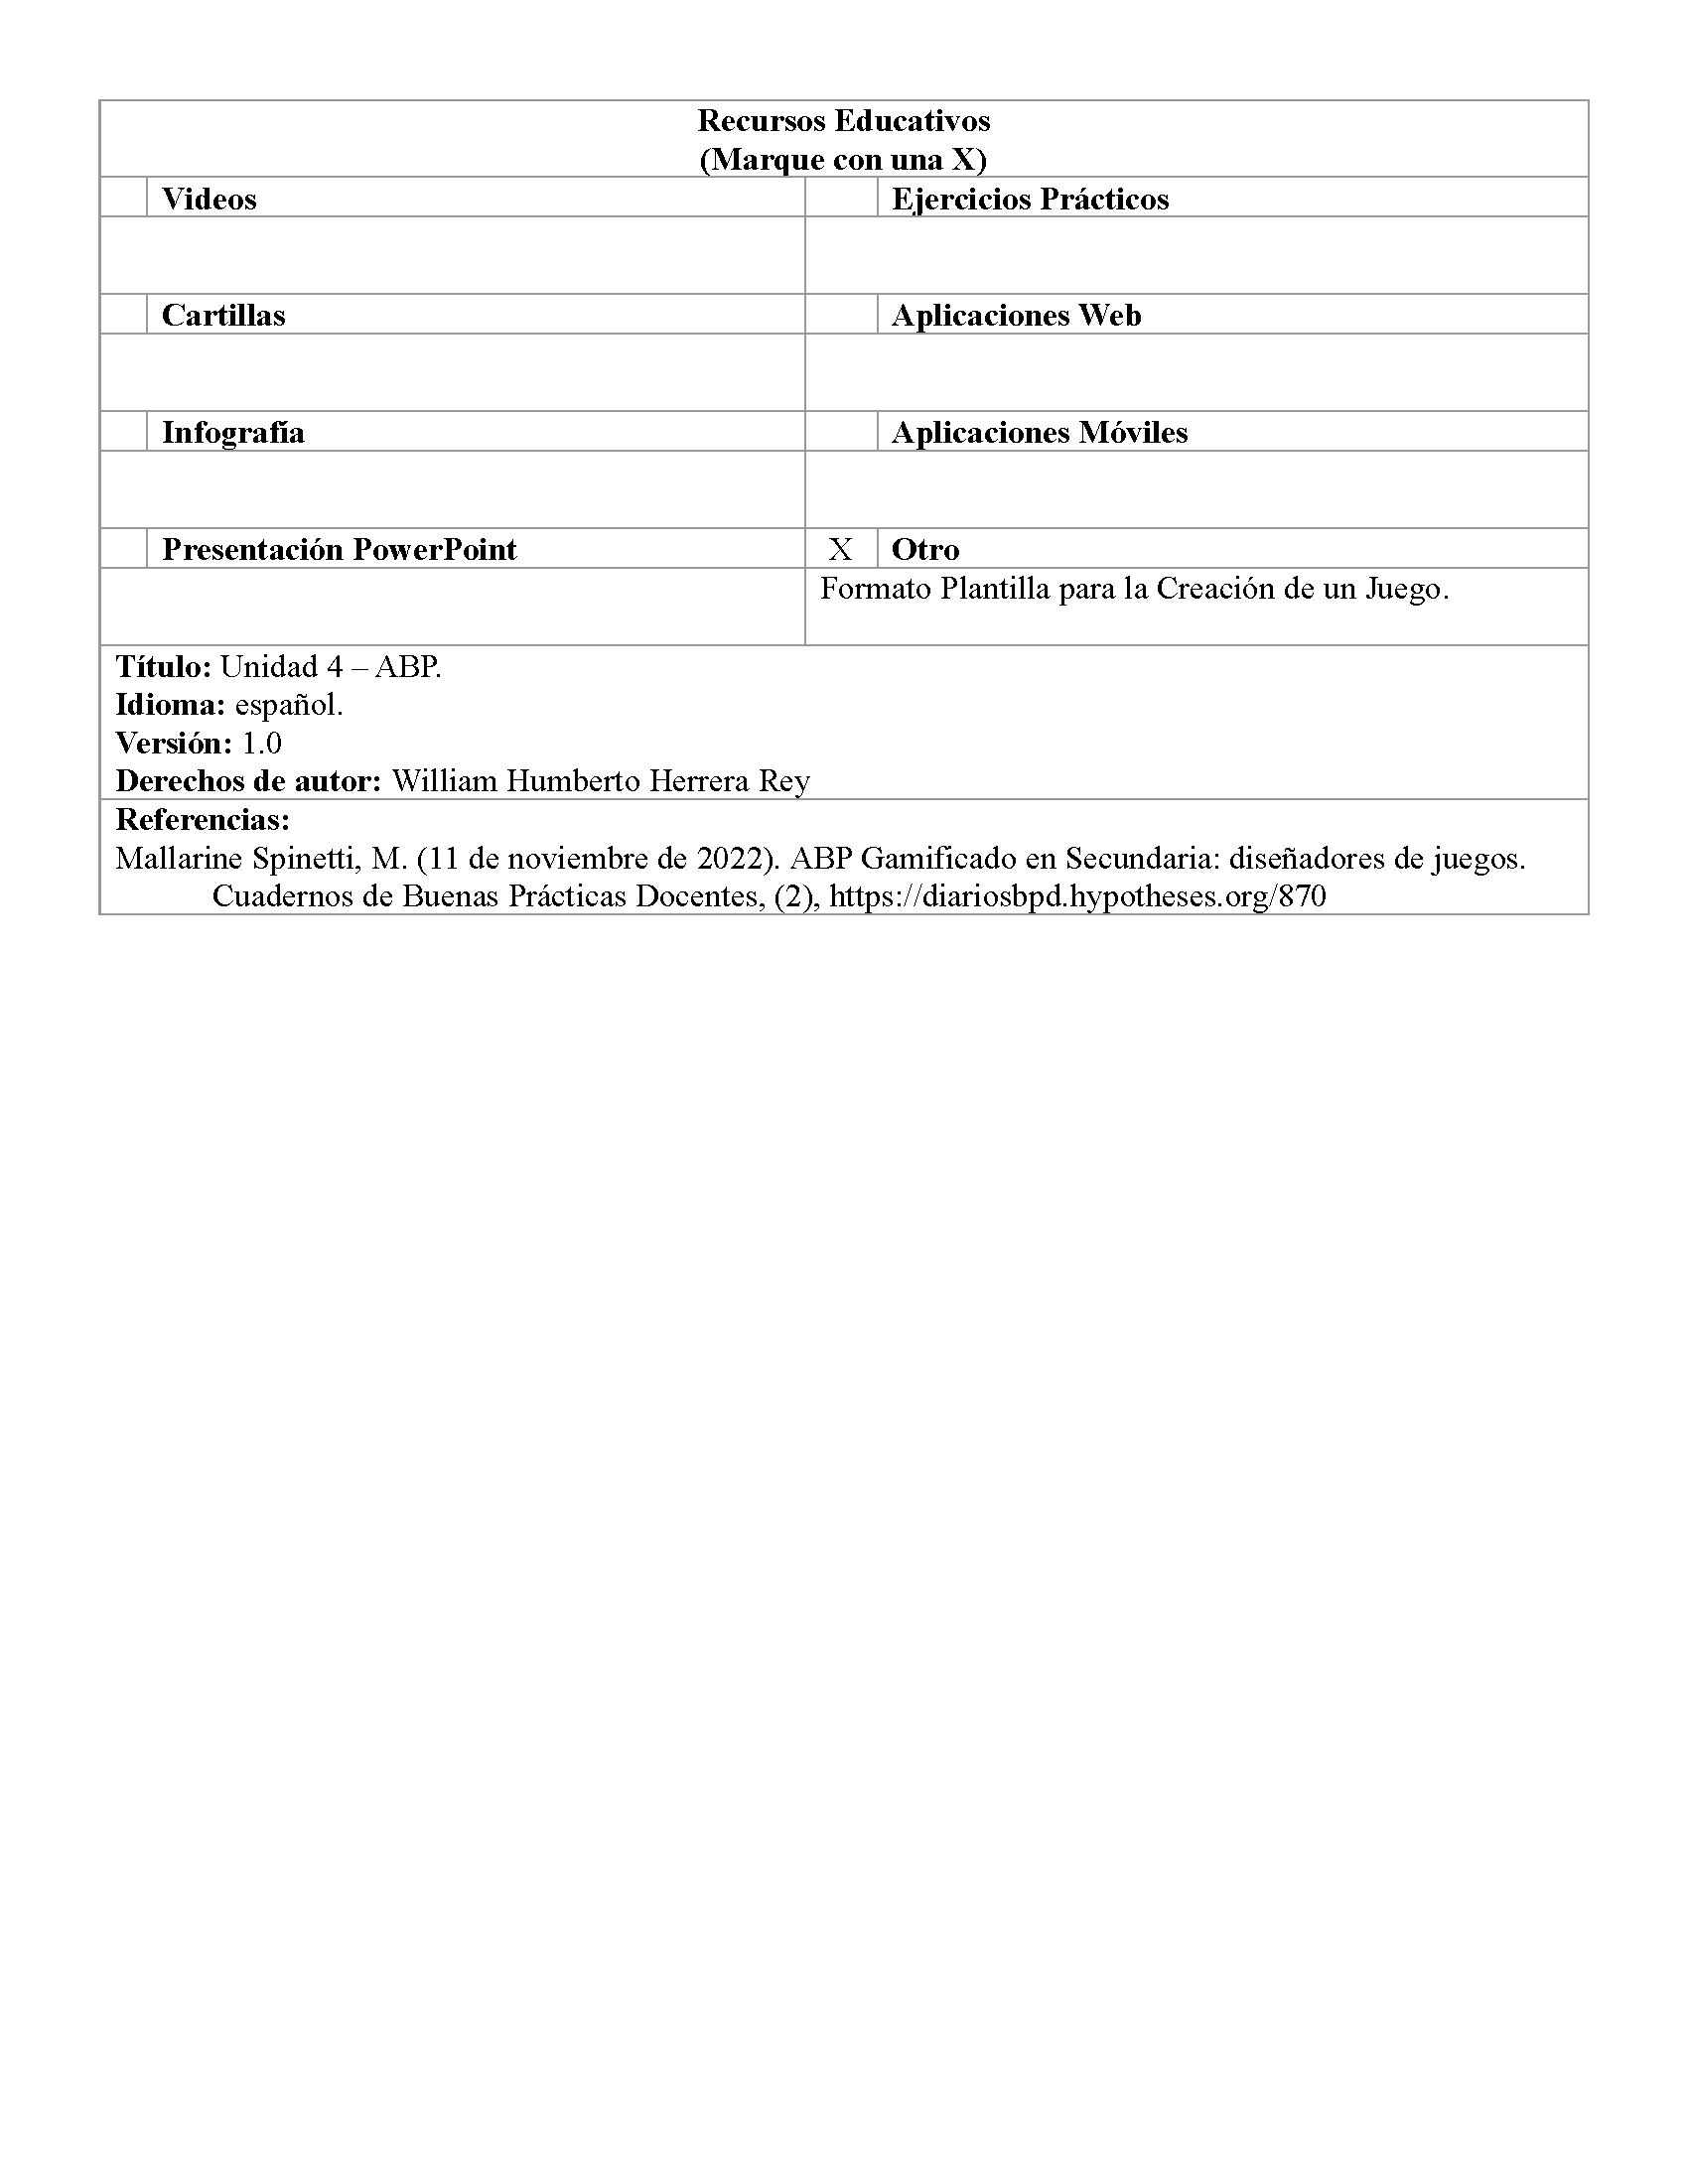 Recursos Educativos
(Marque con una X)
Videos
Ejercicios Prácticos
Cartillas
Aplicaciones Web
Infografía
Aplicaciones Móviles
Presentación PowerPoint
X Otro
Formato Plantilla para la Creación de un Juego.
Título: Unidad 4 – ABP.
Idioma: español.
Versión: 1.0
Derechos de autor: William Humberto Herrera Rey
Referencias:
Mallarine Spinetti, M. (11 de noviembre de 2022). ABP Gamificado en Secundaria: diseñadores de juegos.
Cuadernos de Buenas Prácticas Docentes, (2), https://diariosbpd.hypotheses.org/870